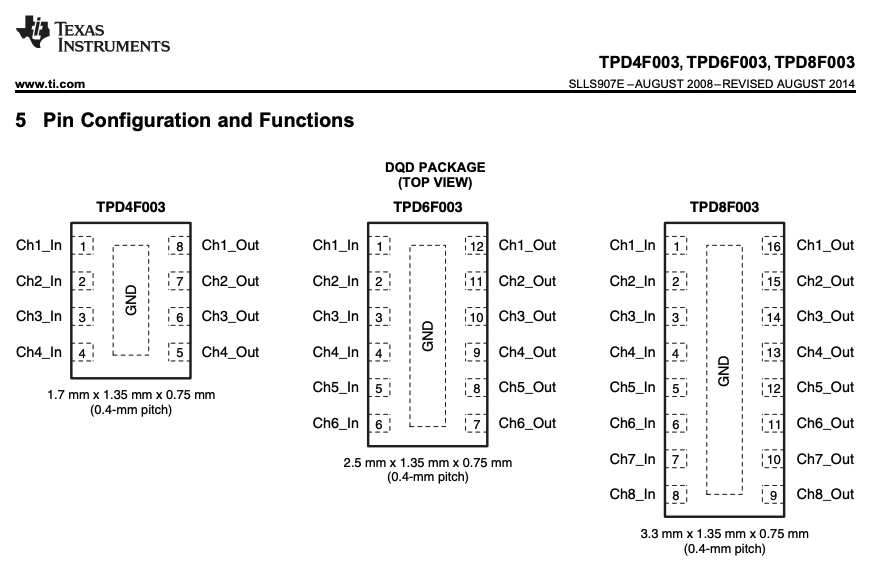 TEXAS
INSTRUMENTS
TPD4F003, TPD6F003, TPD8F003
www.ti.com
SLLS907E –AUGUST 2008–REVISED AUGUST 2014
5 Pin Configuration and Functions
DQD PACKAGE
(TOP VIEW)
TPD4F003
Ch1_In 1 8 Ch1_Out
Ch2_In 2 7 Ch2_Out
Ch3_In 3 6 Ch3_Out
Ch4_In 4 5 Ch4_Out
GND
1.7 mm x 1.35 mm x 0.75 mm
(0.4-mm pitch)
TPD6F003
Ch1_In 1 12 Ch1_Out
Ch2_In 2 11 Ch2_Out
Ch3_In 3 10 Ch3_Out
Ch4_In 4 9 Ch4_Out
Ch5_In 5 8 Ch5_Out
Ch6_In 6 7 Ch6_Out
GND
2.5 mm x 1.35 mm x 0.75 mm
(0.4-mm pitch)
TPD8F003
Ch1_In 1 16 Ch1_Out
Ch2_In 2 15 Ch2_Out
Ch3_In 3 14 Ch3_Out
Ch4_In 4 13 Ch4_Out
Ch5_In 5 12 Ch5_Out
Ch6_In 6 11 Ch6_Out
Ch7_In 7 10 Ch7_Out
Ch8_In 8 9 Ch8_Out
GND
3.3 mm x 1.35 mm x 0.75 mm
(0.4-mm pitch)